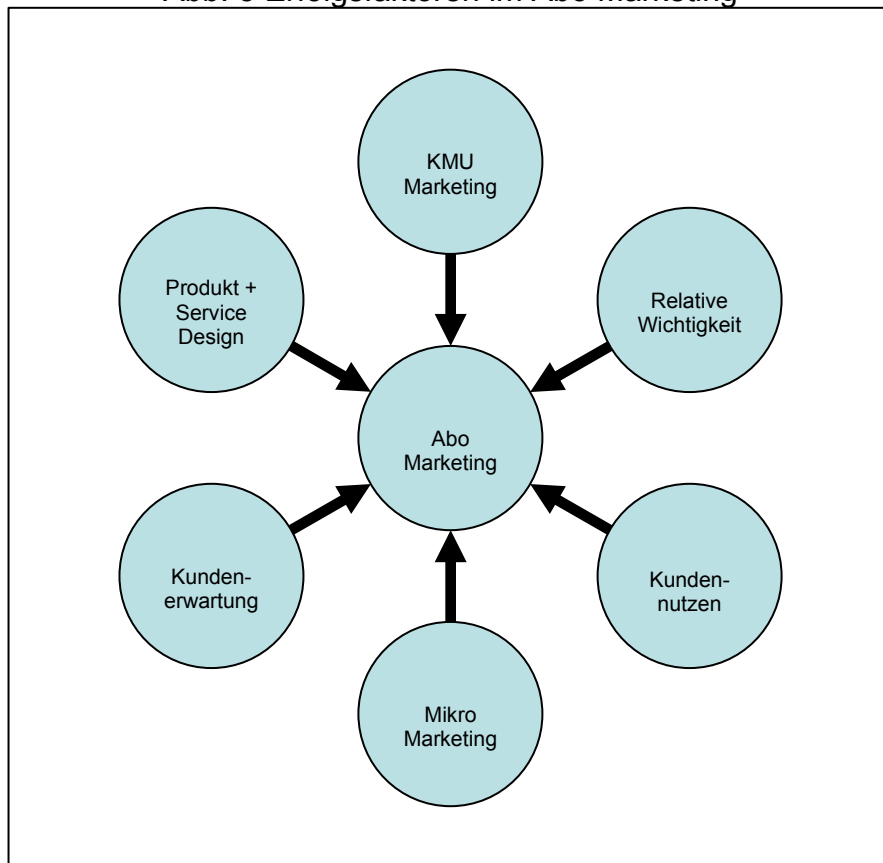 Abb. Erfolgsfaktoren im Abo Marketing
KMU
Marketing
Produkt +
Service
Design
Relative
Wichtigkeit
Abo
Marketing
Kunden-
erwartung
Kunden-
nutzen
Mikro
Marketing